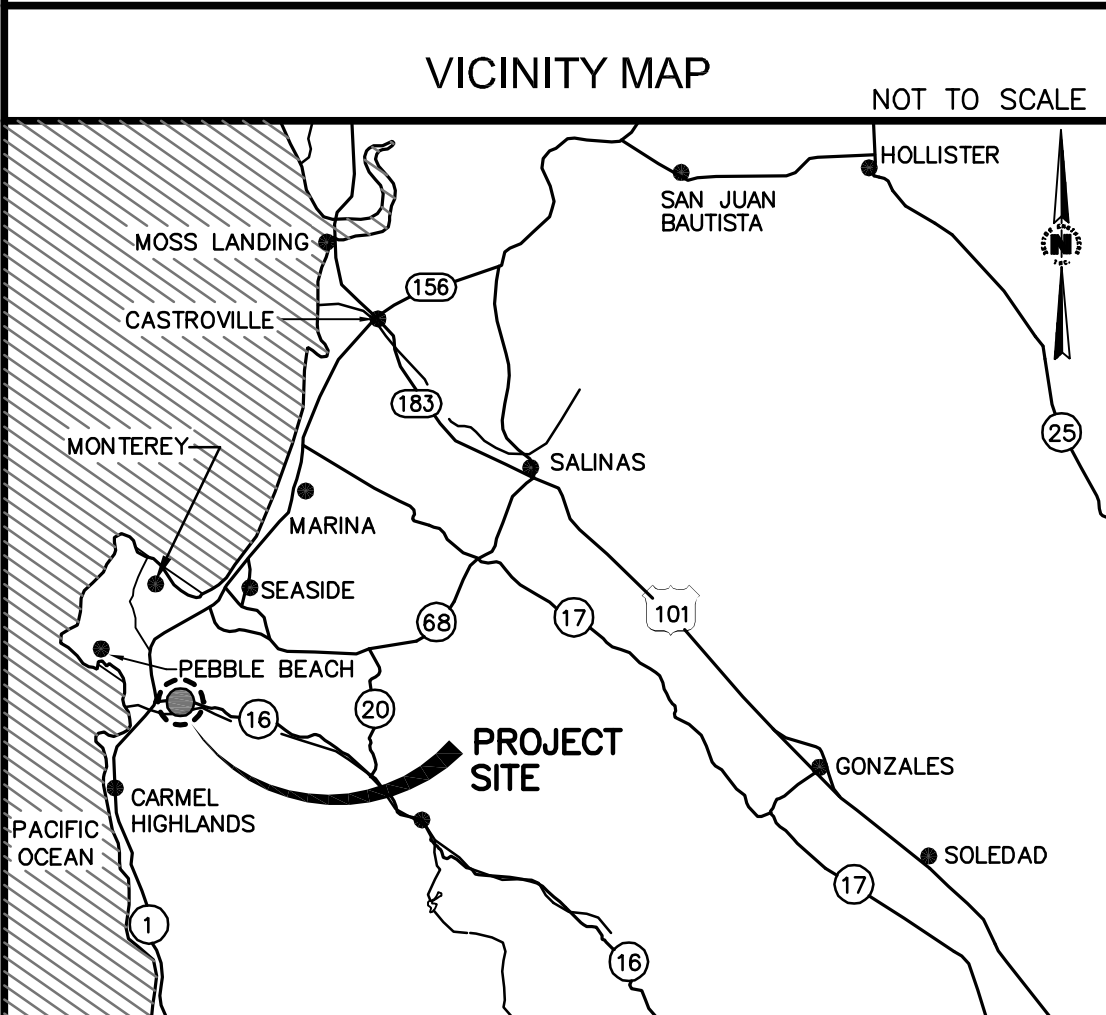 VICINITY MAP
NOT TO SCALE
HOLLISTER
SAN JUAN
BAUTISTA
N
INC.
MOSS LANDING
156
CASTROVILLE
183
25
MONTEREY
SALINAS
MARINA
SEASIDE
68
17
101
PEBBLE BEACH
16
20
PROJECT
SITE
GONZALES
CARMEL
HIGHLANDS
PACIFIC
OCEAN
SOLEDAD
17
1
16